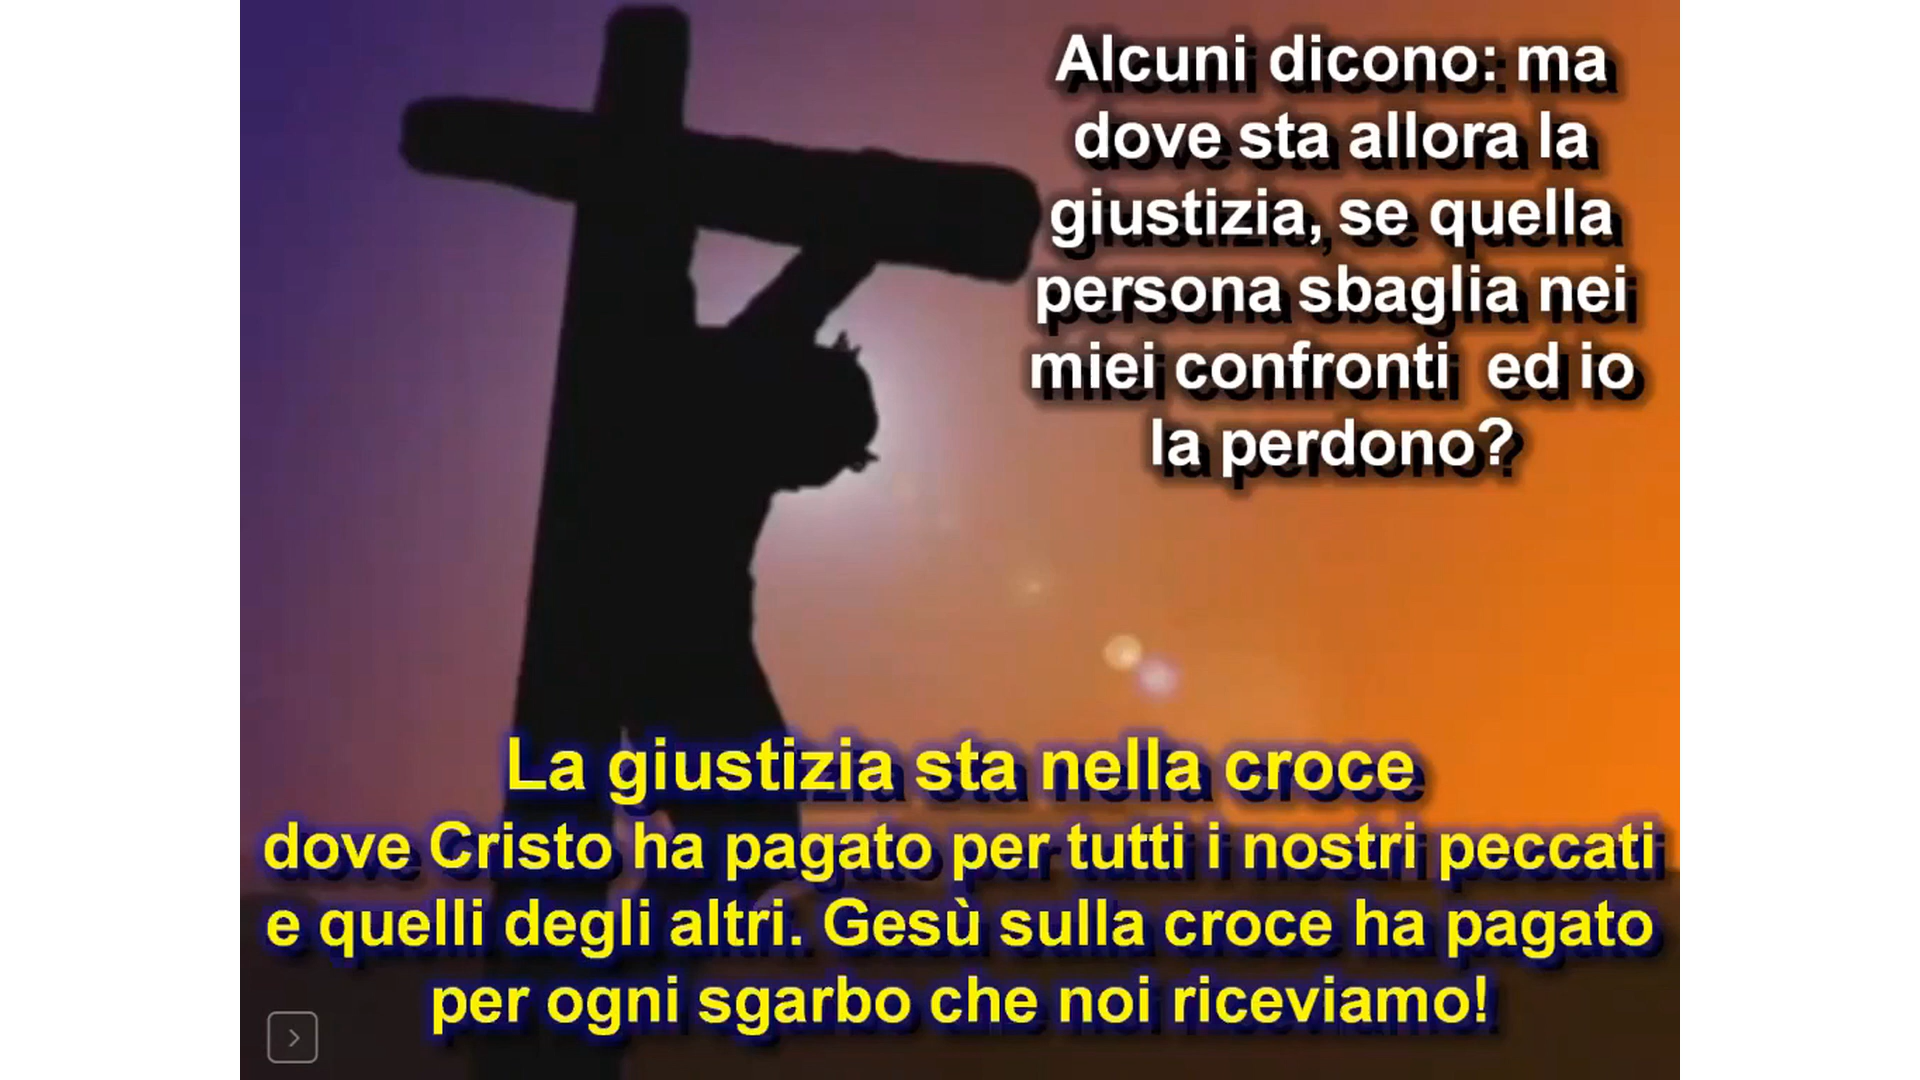 Alcuni dicono: ma
dove sta allora la
giustizia, se quella
persona sbaglia nei
miei confronti  ed io
la perdono?
La giustizia sta nella croce
dove Cristo ha pagato per tutti i nostri peccati
e quelli degli altri. Gesù sulla croce ha pagato
per ogni sgarbo che noi riceviamo!